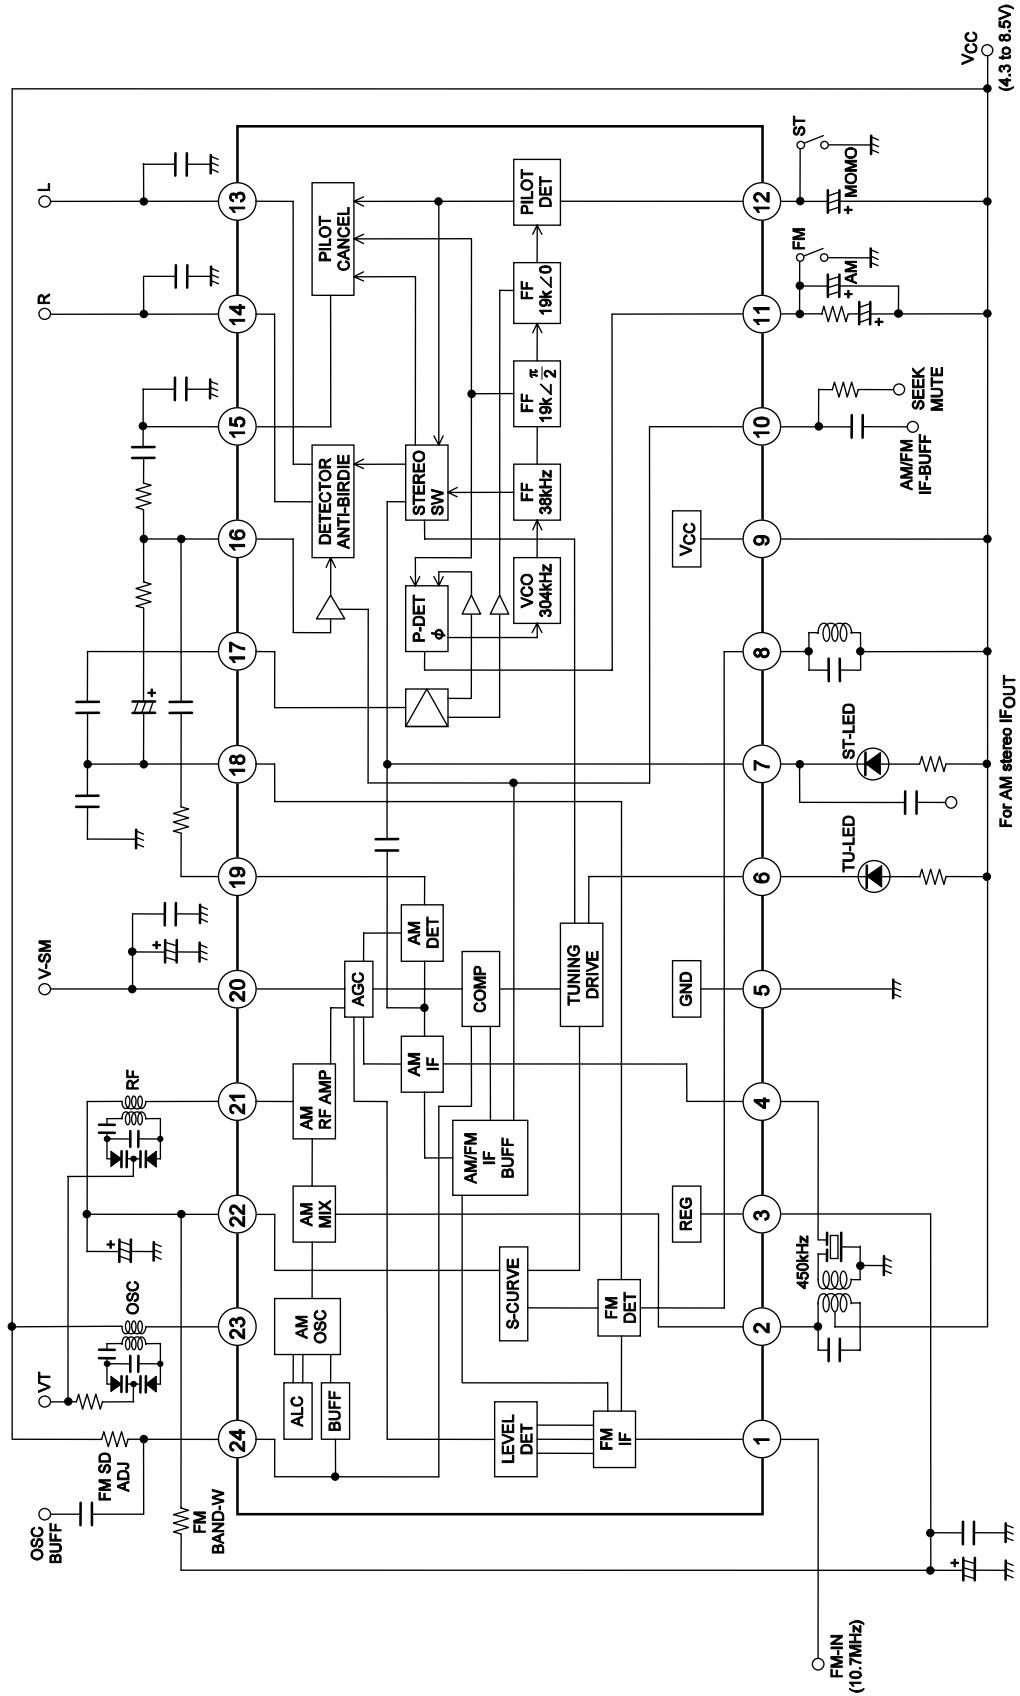 OSC
BUFF
VT
V-SM
R
L
FM SD
ADJ
OSC
RF
FM
BAND-W
24
23
22
21
20
19
18
17
16
15
14
13
ALC
BUFF
AM
OSC
AM
MIX
AM
RF AMP
AGC
AM
DET
AM
IF
DETECTOR
ANTI-BIRDIE
PILOT
CANCEL
STEREO
SW
P-DET
ϕ
COMP
AM/FM
IF
BUFF
S-CURVE
LEVEL
DET
FM
IF
FM
DET
TUNING
DRIVE
VCO
304kHz
FF
38kHz
FF
19k∠π/2
FF
19k∠0
PILOT
DET
REG
GND
VCC
1
2
3
4
5
6
7
8
9
10
11
12
450kHz
TU-LED
ST-LED
AM/FM
IF-BUFF
SEEK
MUTE
FM
AM
ST
MOMO
FM-IN
(10.7MHz)
For AM stereo IFOUT
VCC
(4.3 to 8.5V)
+
+
+
+
+
+
+